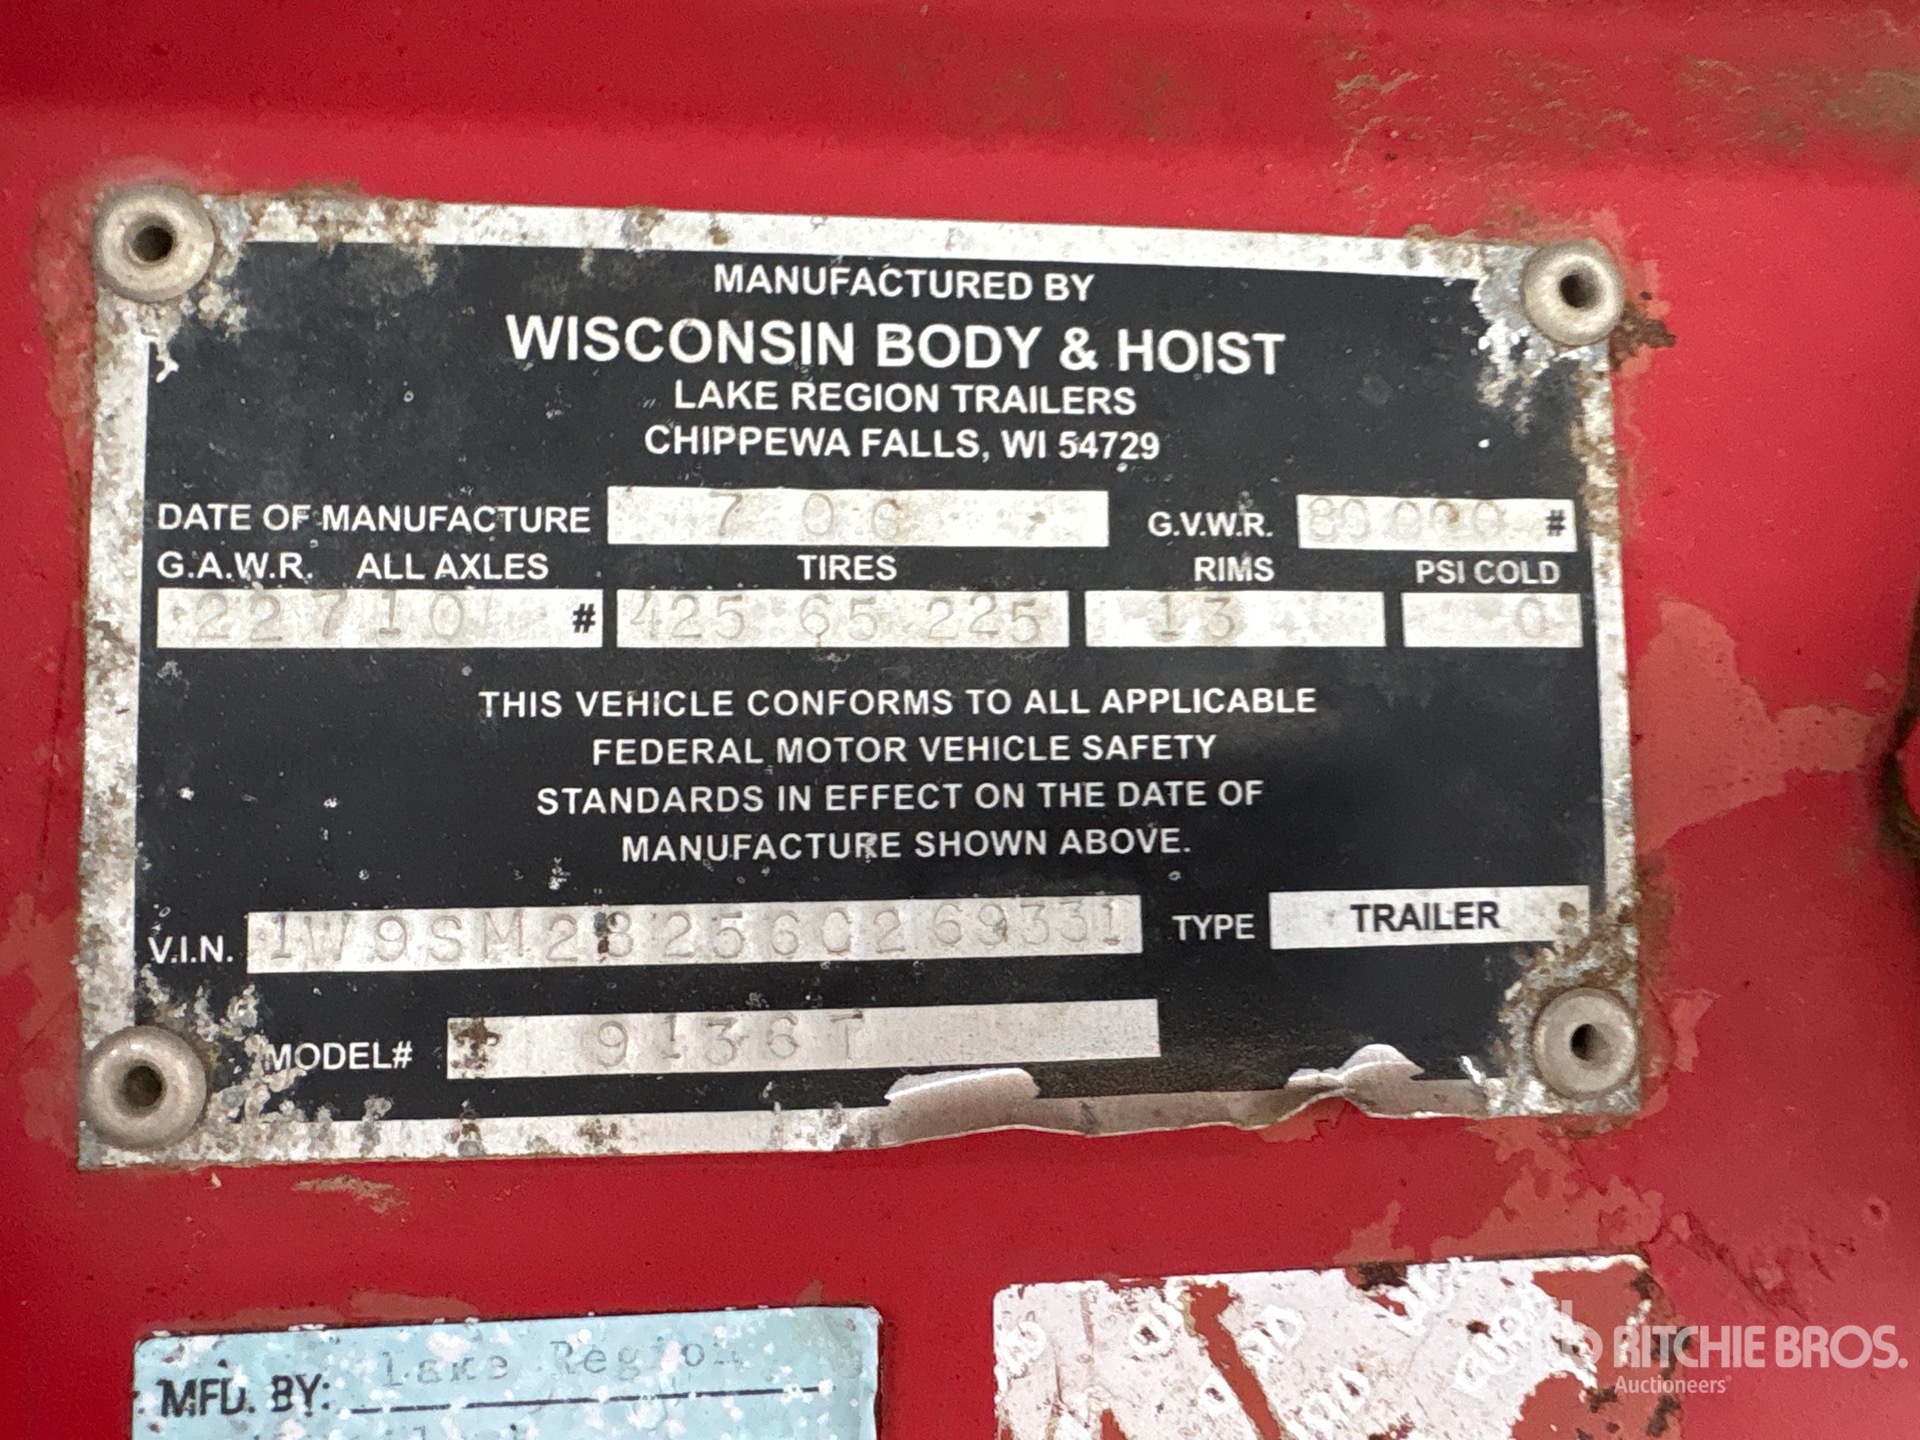 MANUFACTURED BY
WISCONSIN BODY & HOIST
LAKE REGION TRAILERS
CHIPPEWA FALLS, WI 54729
DATE OF MANUFACTURE 7 06 G.V.W.R. 80000 #
G.A.W.R. ALL AXLES TIRES RIMS PSI COLD
22710 # 425 65 225 13 0
THIS VEHICLE CONFORMS TO ALL APPLICABLE
FEDERAL MOTOR VEHICLE SAFETY
STANDARDS IN EFFECT ON THE DATE OF
MANUFACTURE SHOWN ABOVE.
V.I.N. 1W9SM28256C269331 TYPE TRAILER
MODEL# 9136T
MFD. BY: Lake Region
RITCHIE BROS.
Auctioneers